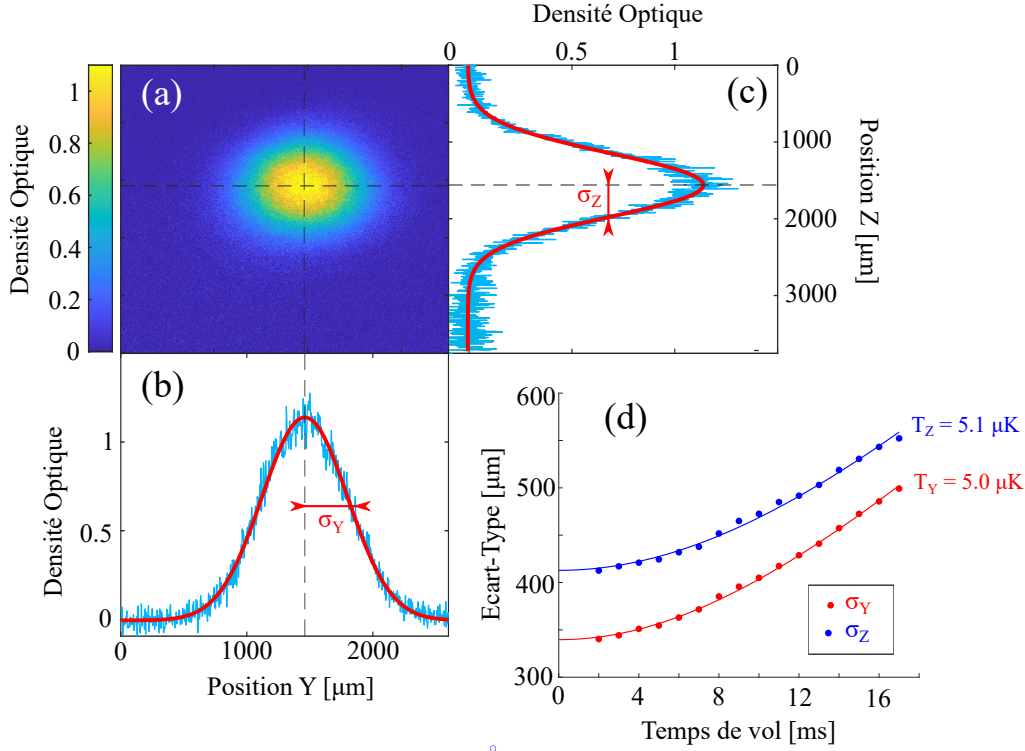 Densité Optique
0 0.5 1
(a)
1
0.8
0.6
0.4
0.2
0
Densité Optique
(c)
σZ
0
1000
2000
3000
Position Z [μm]
(b)
1
0.5
0
Densité Optique
σY
0 1000 2000
Position Y [μm]
(d)
600
500
400
300
Ecart-Type [μm]
TZ = 5.1 μK
TY = 5.0 μK
σY
σZ
0 4 8 12 16
Temps de vol [ms]